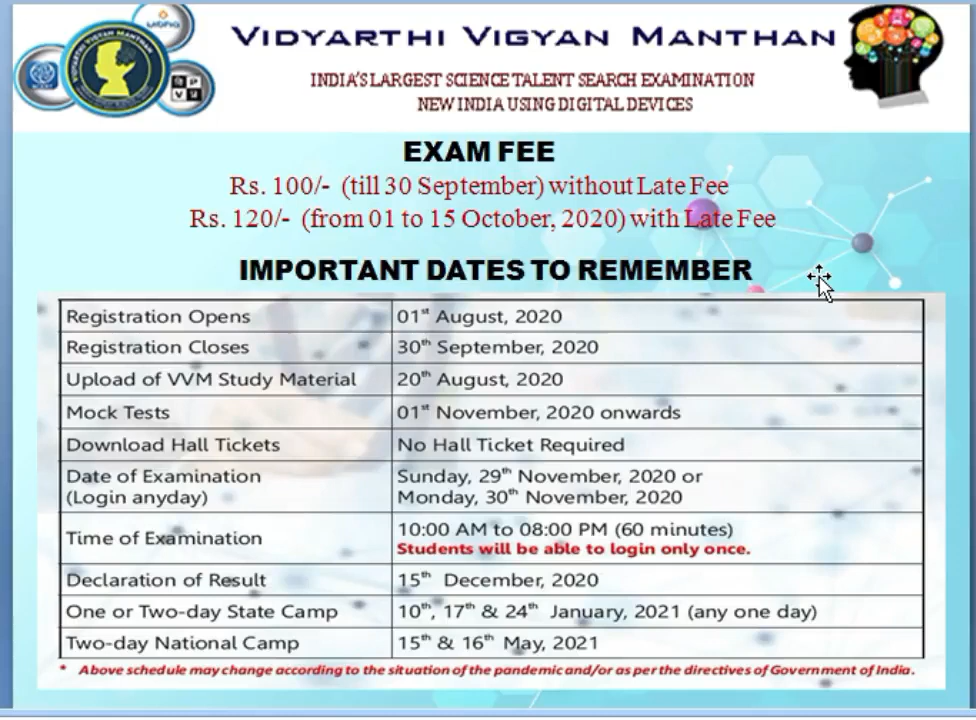 VIDYARTHI VIGYAN MANTHAN
INDIA'S LARGEST SCIENCE TALENT SEARCH EXAMINATION
NEW INDIA USING DIGITAL DEVICES
EXAM FEE
Rs. 100/- (till 30 September) without Late Fee
Rs. 120/- (from 01 to 15 October, 2020) with Late Fee
IMPORTANT DATES TO REMEMBER
Registration Opens 01st August, 2020
Registration Closes 30th September, 2020
Upload of VVM Study Material 20th August, 2020
Mock Tests 01st November, 2020 onwards
Download Hall Tickets No Hall Ticket Required
Date of Examination Sunday, 29th November, 2020 or
(Login anyday) Monday, 30th November, 2020
Time of Examination 10:00 AM to 08:00 PM (60 minutes)
Students will be able to login only once.
Declaration of Result 15th December, 2020
One or Two-day State Camp 10th, 17th & 24th January, 2021 (any one day)
Two-day National Camp 15th & 16th May, 2021
* Above schedule may change according to the situation of the pandemic and/or as per the directives of Government of India.